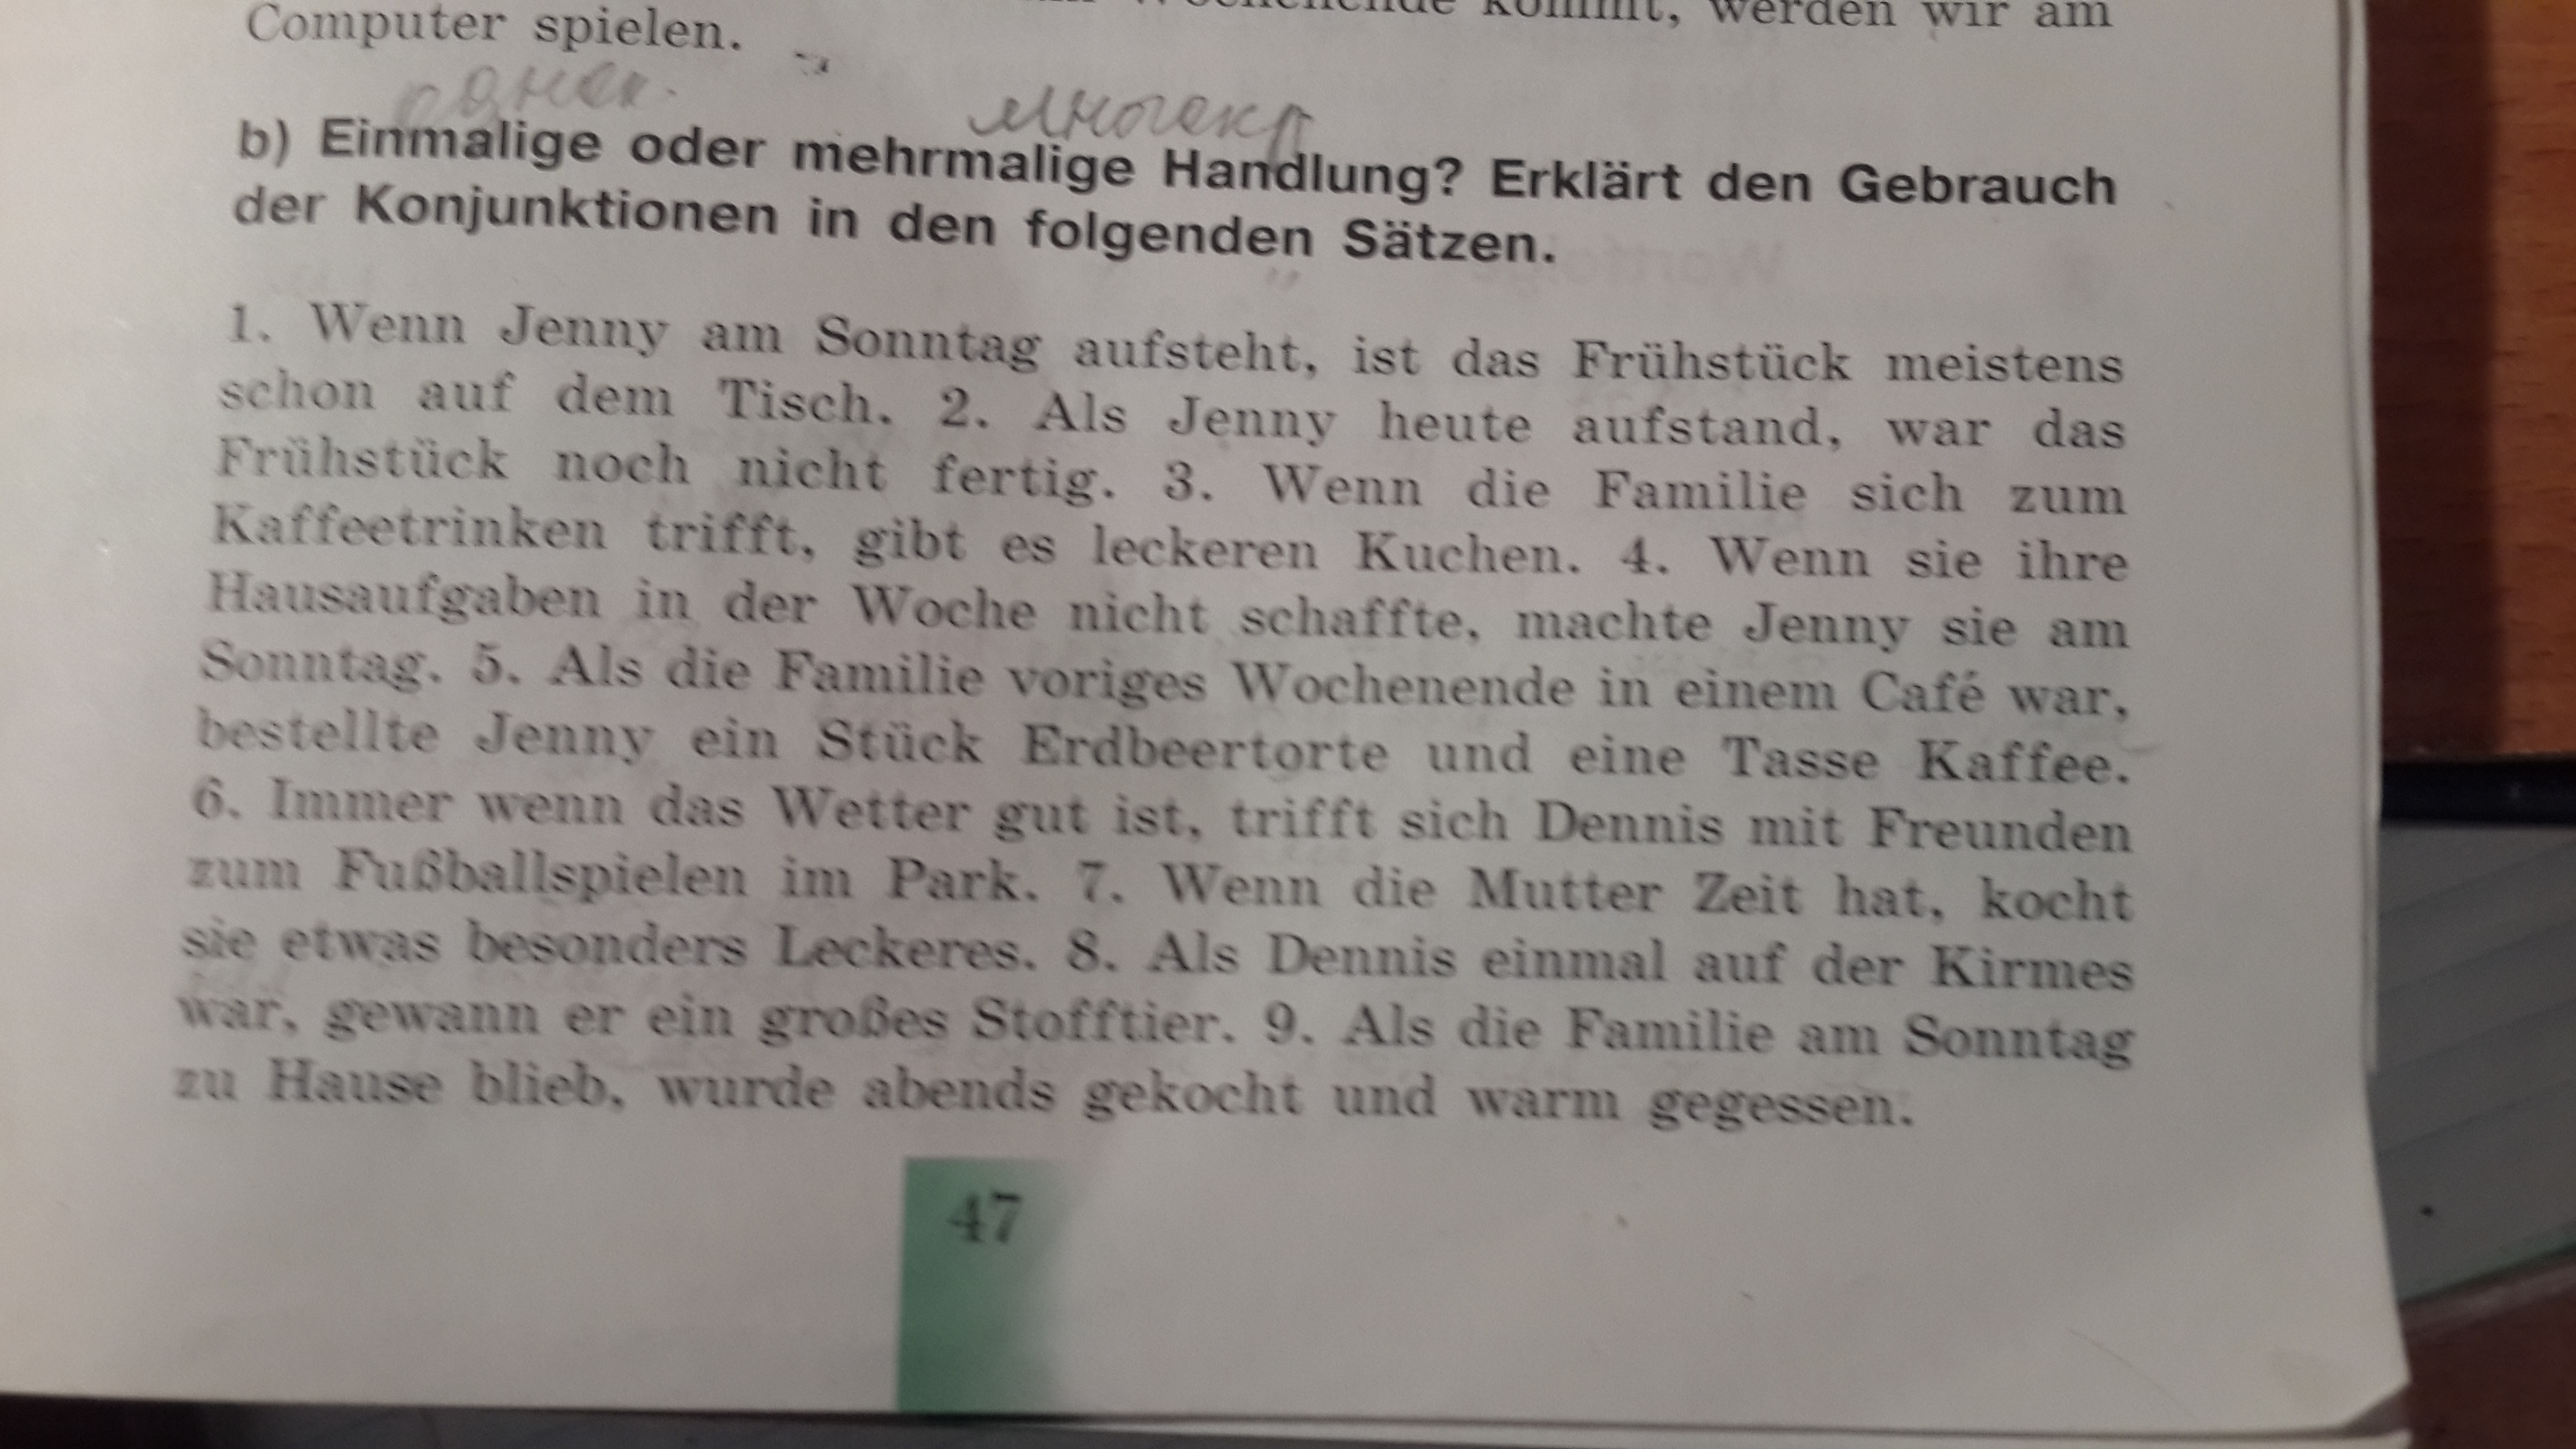 kommt, werden wir am
Computer spielen.
однок. многокр
b) Einmalige oder mehrmalige Handlung? Erklärt den Gebrauch
der Konjunktionen in den folgenden Sätzen.
1. Wenn Jenny am Sonntag aufsteht, ist das Frühstück meistens
schon auf dem Tisch. 2. Als Jenny heute aufstand, war das
Frühstück noch nicht fertig. 3. Wenn die Familie sich zum
Kaffeetrinken trifft, gibt es leckeren Kuchen. 4. Wenn sie ihre
Hausaufgaben in der Woche nicht schaffte, machte Jenny sie am
Sonntag. 5. Als die Familie voriges Wochenende in einem Café war,
bestellte Jenny ein Stück Erdbeertorte und eine Tasse Kaffee.
6. Immer wenn das Wetter gut ist, trifft sich Dennis mit Freunden
zum Fußballspielen im Park. 7. Wenn die Mutter Zeit hat, kocht
sie etwas besonders Leckeres. 8. Als Dennis einmal auf der Kirmes
war, gewann er ein großes Stofftier. 9. Als die Familie am Sonntag
zu Hause blieb, wurde abends gekocht und warm gegessen.
47